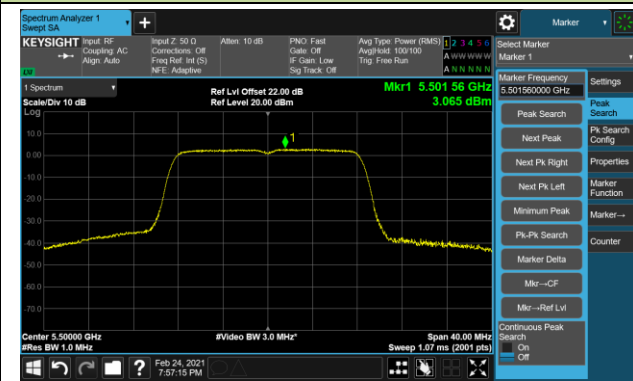 Spectrum Analyzer 1
Swept SA
+
Marker
KEYSIGHT
Input: RF
Coupling: AC
Align: Auto
Input Z: 50 Ω
Corrections: Off
Freq Ref: Int (S)
NFE: Adaptive
Atten: 10 dB
PNO: Fast
Gate: Off
IF Gain: Low
Sig Track: Off
Avg Type: Power (RMS)
Avg|Hold: 100/100
Trig: Free Run
1 2 3 4 5 6
A W W W W W
A N N N N N
LXI
Select Marker
Marker 1
1 Spectrum
Scale/Div 10 dB
Log
Ref Lvl Offset 22.00 dB
Ref Level 20.00 dBm
Mkr1 5.501 56 GHz
3.065 dBm
10.0
0.00
-10.0
-20.0
-30.0
-40.0
-50.0
-60.0
-70.0
1
Center 5.50000 GHz
#Res BW 1.0 MHz
#Video BW 3.0 MHz*
Span 40.00 MHz
Sweep 1.07 ms (2001 pts)
Marker Frequency
5.501560000 GHz
Peak Search
Next Peak
Next Pk Right
Next Pk Left
Minimum Peak
Pk-Pk Search
Marker Delta
Mkr→CF
Mkr→Ref Lvl
Continuous Peak
Search
On
Off
Settings
Peak
Search
Pk Search
Config
Properties
Marker
Function
Marker→
Counter
?
Feb 24, 2021
7:57:15 PM